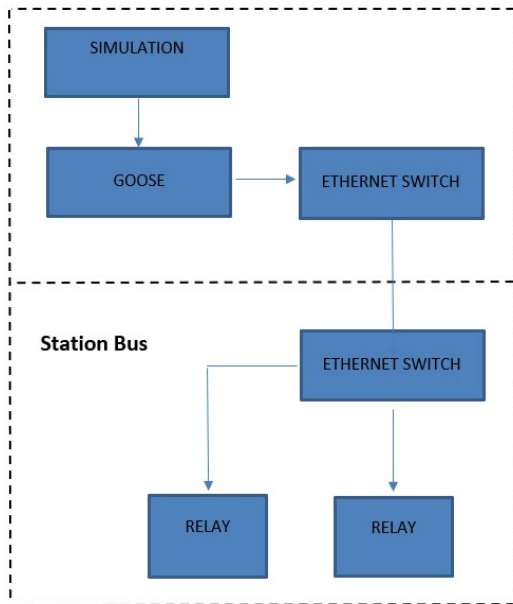 SIMULATION
GOOSE
ETHERNET SWITCH
Station Bus
ETHERNET SWITCH
RELAY
RELAY